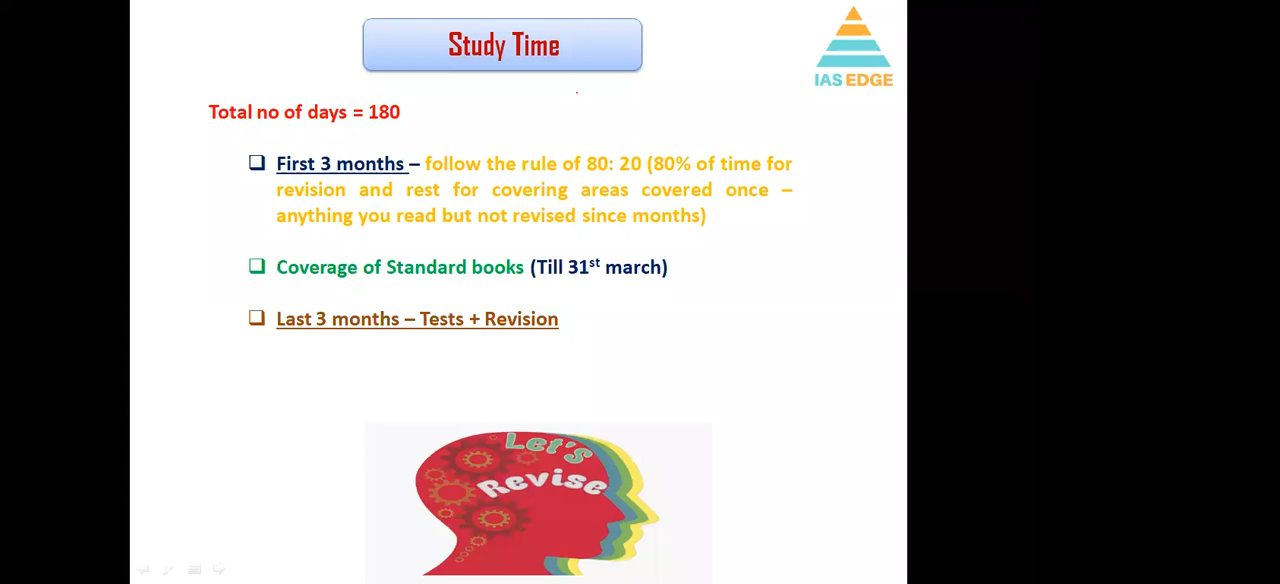 Study Time
IAS EDGE
Total no of days = 180
❑ First 3 months – follow the rule of 80: 20 (80% of time for
revision and rest for covering areas covered once –
anything you read but not revised since months)
❑ Coverage of Standard books (Till 31st march)
❑ Last 3 months – Tests + Revision
Let's
Revise